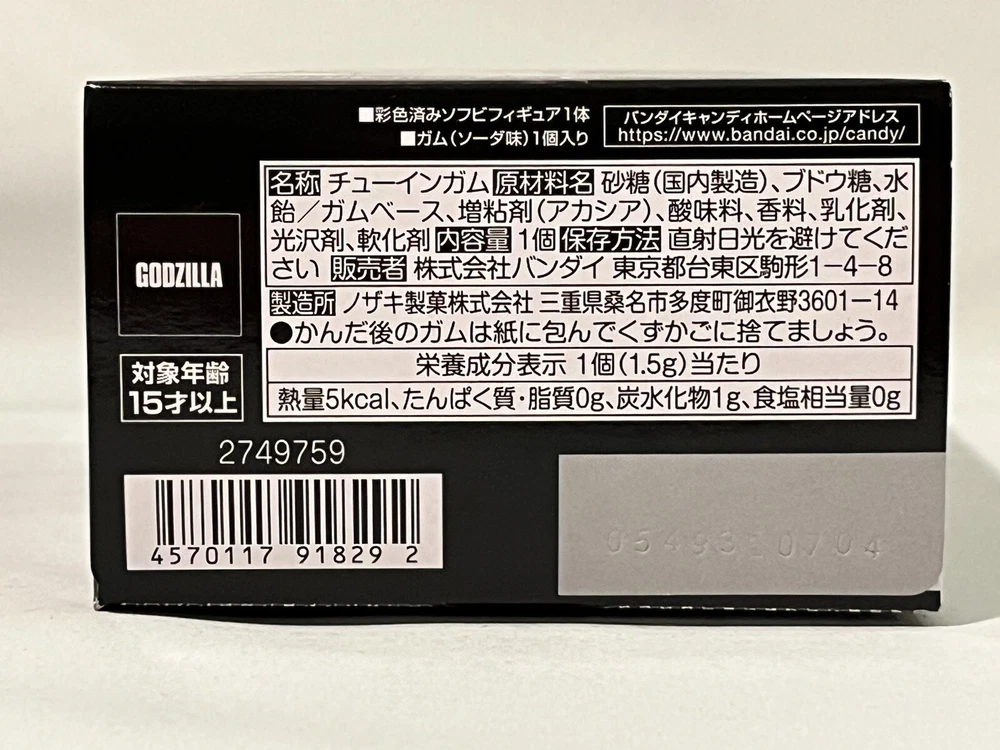 ■彩色済みソフビフィギュア1体
■ガム(ソーダ味)1個入り
バンダイキャンディホームページアドレス
https://www.bandai.co.jp/candy/
名称 チューインガム 原材料名 砂糖(国内製造)、ブドウ糖、水
飴/ガムベース、増粘剤(アカシア)、酸味料、香料、乳化剤、
光沢剤、軟化剤 内容量 1個 保存方法 直射日光を避けてくだ
さい 販売者 株式会社バンダイ 東京都台東区駒形1−4−8
製造所 ノザキ製菓株式会社 三重県桑名市多度町御衣野3601−14
●かんだ後のガムは紙に包んでくずかごに捨てましょう。
栄養成分表示 1個(1.5g)当たり
熱量5kcal、たんぱく質・脂質0g、炭水化物1g、食塩相当量0g
GODZILLA
対象年齢
15才以上
2749759
4570117 91829 2